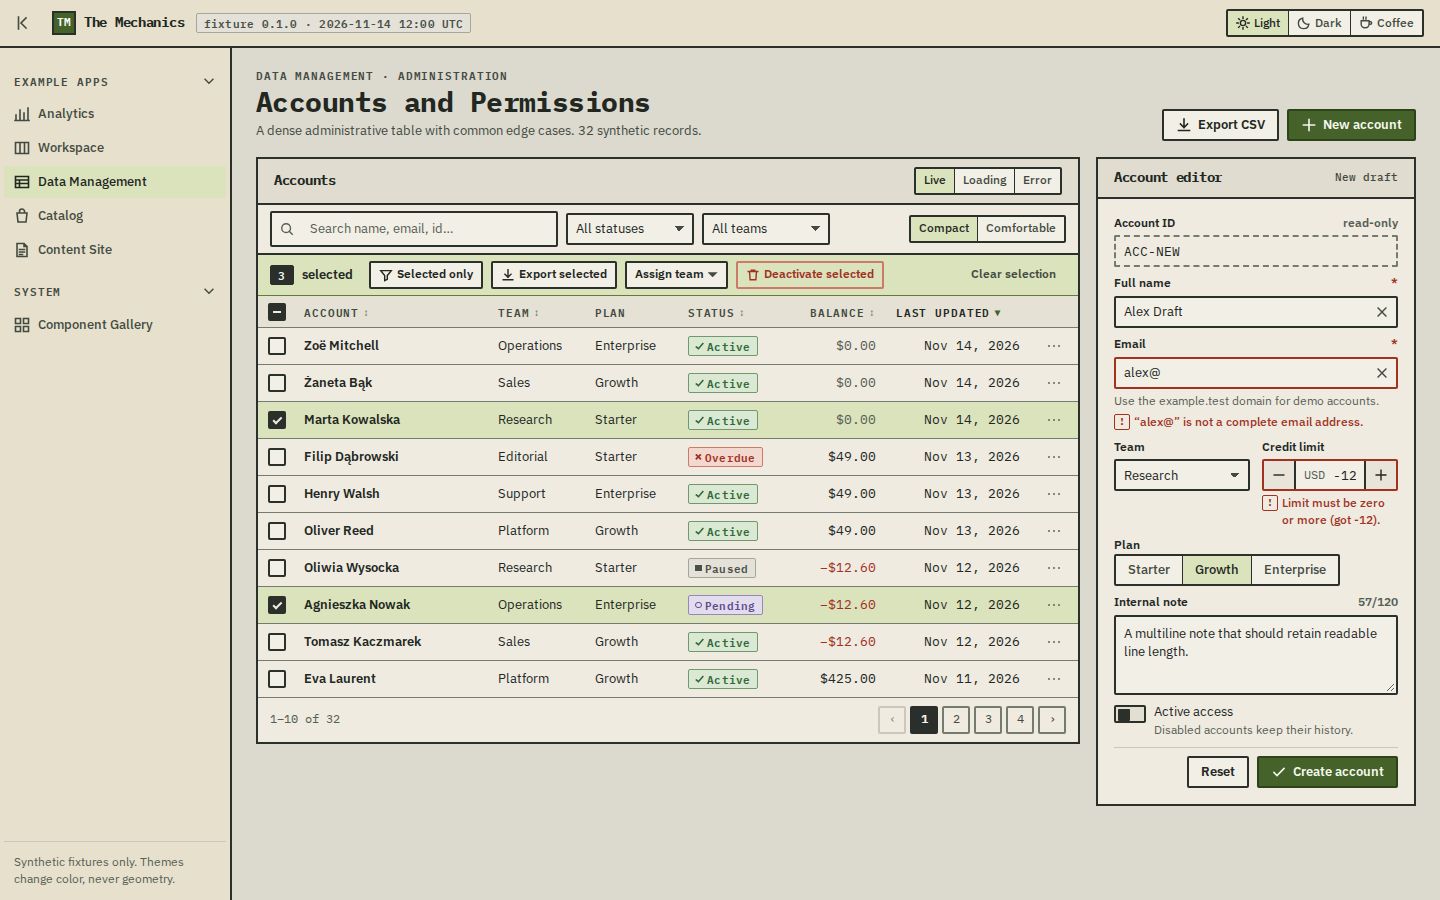 TM The Mechanics fixture 0.1.0 · 2026-11-14 12:00 UTC Light Dark Coffee
EXAMPLE APPS
Analytics
Workspace
Data Management
Catalog
Content Site
SYSTEM
Component Gallery
Synthetic fixtures only. Themes
change color, never geometry.
DATA MANAGEMENT · ADMINISTRATION
Accounts and Permissions
A dense administrative table with common edge cases. 32 synthetic records.
Export CSV New account
Accounts Live Loading Error
Search name, email, id… All statuses All teams Compact Comfortable
3 selected Selected only Export selected Assign team Deactivate selected Clear selection
ACCOUNT TEAM PLAN STATUS BALANCE LAST UPDATED
Zoë Mitchell Operations Enterprise Active $0.00 Nov 14, 2026
Żaneta Bąk Sales Growth Active $0.00 Nov 14, 2026
Marta Kowalska Research Starter Active $0.00 Nov 14, 2026
Filip Dąbrowski Editorial Starter Overdue $49.00 Nov 13, 2026
Henry Walsh Support Enterprise Active $49.00 Nov 13, 2026
Oliver Reed Platform Growth Active $49.00 Nov 13, 2026
Oliwia Wysocka Research Starter Paused −$12.60 Nov 12, 2026
Agnieszka Nowak Operations Enterprise Pending −$12.60 Nov 12, 2026
Tomasz Kaczmarek Sales Growth Active −$12.60 Nov 12, 2026
Eva Laurent Platform Growth Active $425.00 Nov 11, 2026
1–10 of 32 ‹ 1 2 3 4 ›
Account editor New draft
Account ID read-only
ACC-NEW
Full name *
Alex Draft
Email *
alex@
Use the example.test domain for demo accounts.
! “alex@” is not a complete email address.
Team Credit limit
Research USD -12
! Limit must be zero
or more (got -12).
Plan
Starter Growth Enterprise
Internal note 57/120
A multiline note that should retain readable
line length.
Active access
Disabled accounts keep their history.
Reset Create account